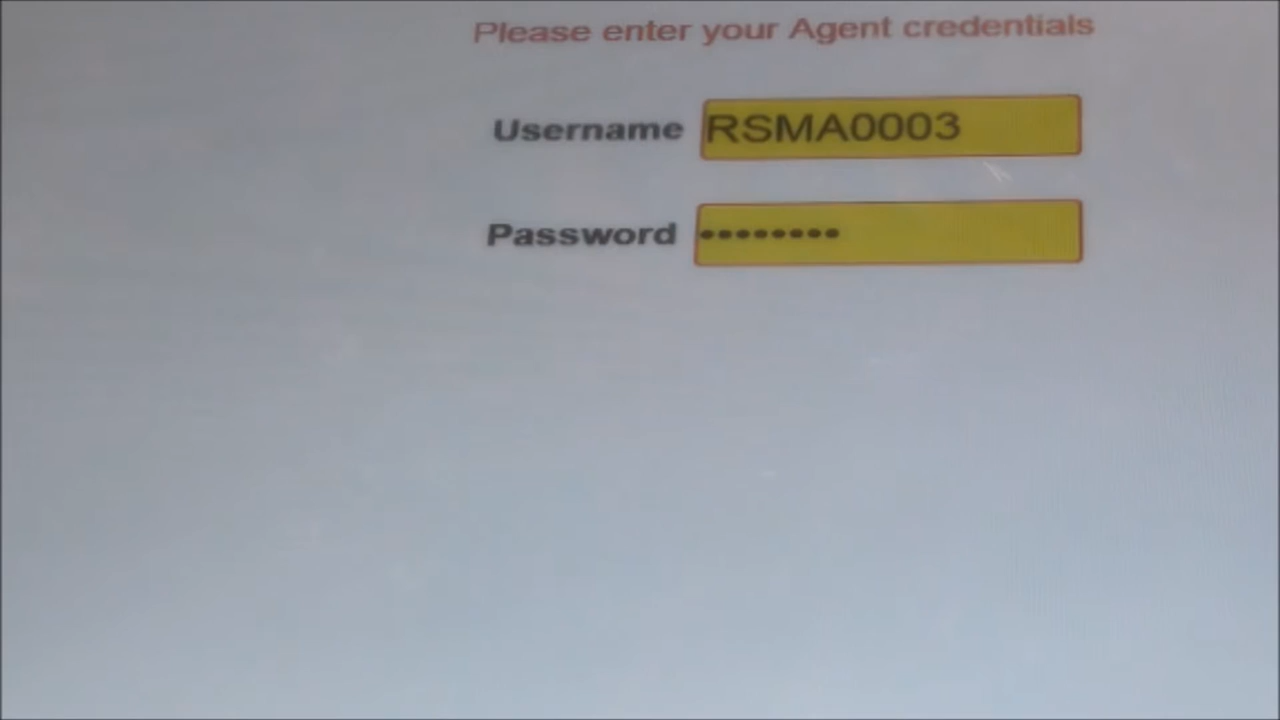 Please enter your Agent credentials
Username RSMA0003
Password ••••••••